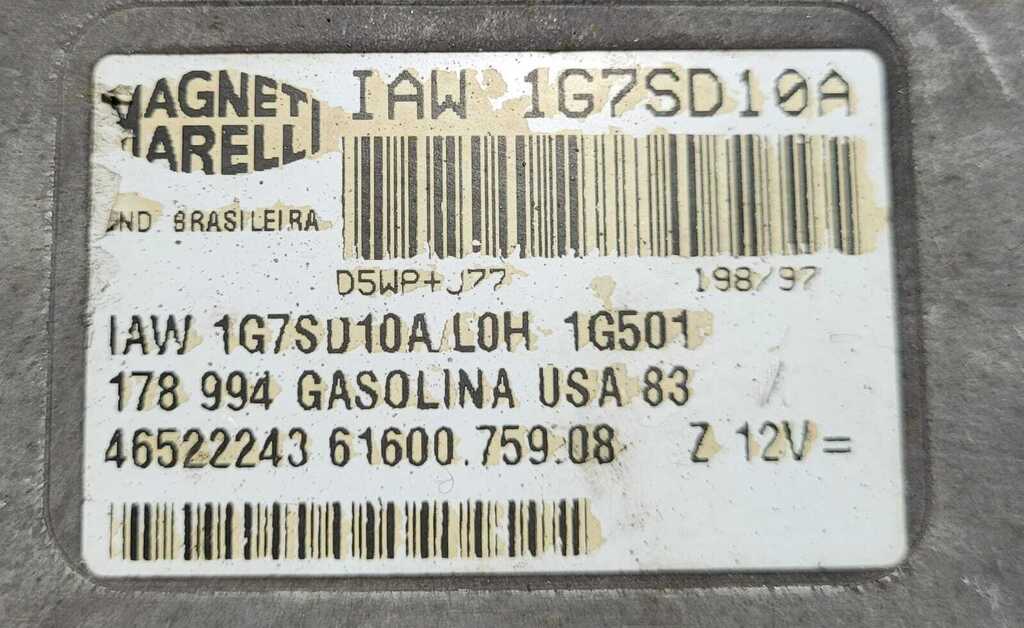 MAGNETI
MARELLI
IAW 1G7SD10A
IND BRASILEIRA
D5WP+J77 198/97
IAW 1G7SD10A/L0H 1G501
178 994 GASOLINA USA 83
46522243 61600.759.08 Z 12V=